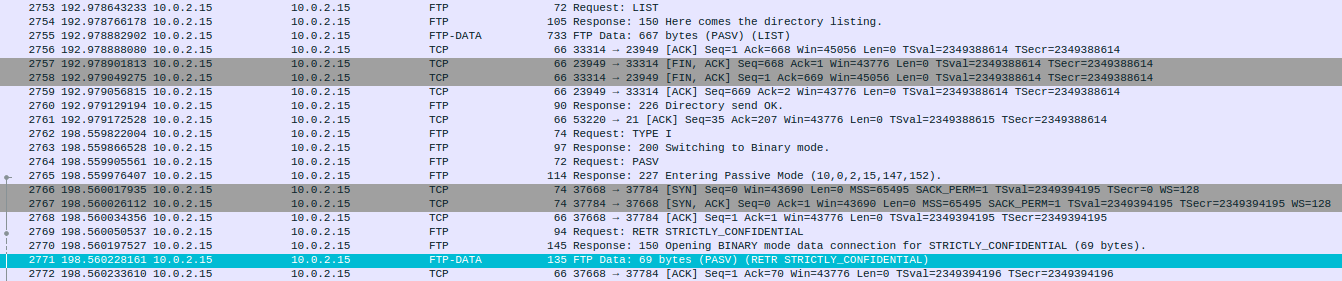 2753 192.978643233 10.0.2.15 10.0.2.15 FTP 72 Request: LIST
2754 192.978766178 10.0.2.15 10.0.2.15 FTP 105 Response: 150 Here comes the directory listing.
2755 192.978882902 10.0.2.15 10.0.2.15 FTP-DATA 733 FTP Data: 667 bytes (PASV) (LIST)
2756 192.978888080 10.0.2.15 10.0.2.15 TCP 66 33314 → 23949 [ACK] Seq=1 Ack=668 Win=45056 Len=0 TSval=2349388614 TSecr=2349388614
2757 192.978901813 10.0.2.15 10.0.2.15 TCP 66 23949 → 33314 [FIN, ACK] Seq=668 Ack=1 Win=43776 Len=0 TSval=2349388614 TSecr=2349388614
2758 192.979049275 10.0.2.15 10.0.2.15 TCP 66 33314 → 23949 [FIN, ACK] Seq=1 Ack=669 Win=45056 Len=0 TSval=2349388614 TSecr=2349388614
2759 192.979056815 10.0.2.15 10.0.2.15 TCP 66 23949 → 33314 [ACK] Seq=669 Ack=2 Win=43776 Len=0 TSval=2349388614 TSecr=2349388614
2760 192.979129194 10.0.2.15 10.0.2.15 FTP 90 Response: 226 Directory send OK.
2761 192.979172528 10.0.2.15 10.0.2.15 TCP 66 53220 → 21 [ACK] Seq=35 Ack=207 Win=43776 Len=0 TSval=2349388615 TSecr=2349388614
2762 198.559822004 10.0.2.15 10.0.2.15 FTP 74 Request: TYPE I
2763 198.559866528 10.0.2.15 10.0.2.15 FTP 97 Response: 200 Switching to Binary mode.
2764 198.559905561 10.0.2.15 10.0.2.15 FTP 72 Request: PASV
2765 198.559976407 10.0.2.15 10.0.2.15 FTP 114 Response: 227 Entering Passive Mode (10,0,2,15,147,152).
2766 198.560017935 10.0.2.15 10.0.2.15 TCP 74 37668 → 37784 [SYN] Seq=0 Win=43690 Len=0 MSS=65495 SACK_PERM=1 TSval=2349394195 TSecr=0 WS=128
2767 198.560026112 10.0.2.15 10.0.2.15 TCP 74 37784 → 37668 [SYN, ACK] Seq=0 Ack=1 Win=43690 Len=0 MSS=65495 SACK_PERM=1 TSval=2349394195 TSecr=2349394195 WS=128
2768 198.560034356 10.0.2.15 10.0.2.15 TCP 66 37668 → 37784 [ACK] Seq=1 Ack=1 Win=43776 Len=0 TSval=2349394195 TSecr=2349394195
2769 198.560050537 10.0.2.15 10.0.2.15 FTP 94 Request: RETR STRICTLY_CONFIDENTIAL
2770 198.560197527 10.0.2.15 10.0.2.15 FTP 145 Response: 150 Opening BINARY mode data connection for STRICTLY_CONFIDENTIAL (69 bytes).
2771 198.560228161 10.0.2.15 10.0.2.15 FTP-DATA 135 FTP Data: 69 bytes (PASV) (RETR STRICTLY_CONFIDENTIAL)
2772 198.560233610 10.0.2.15 10.0.2.15 TCP 66 37668 → 37784 [ACK] Seq=1 Ack=70 Win=43776 Len=0 TSval=2349394196 TSecr=2349394196